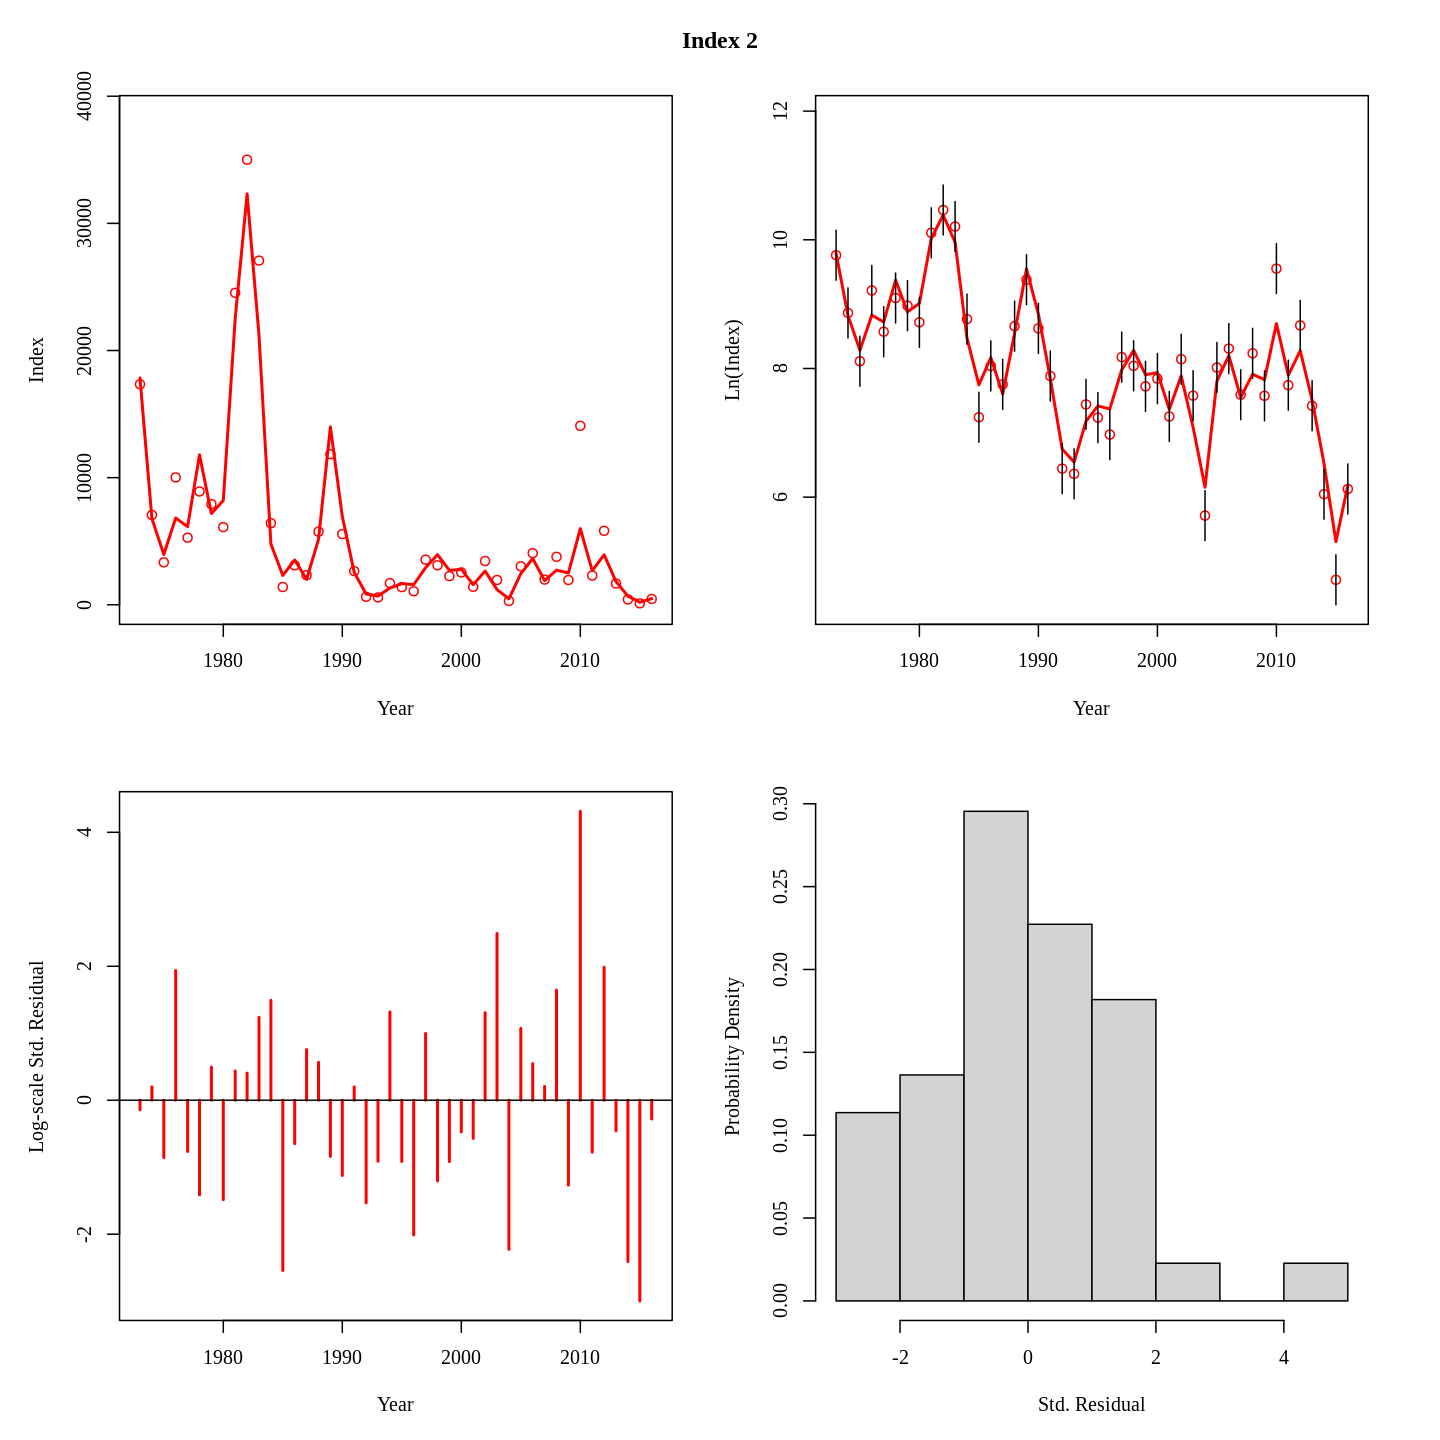 Index 2
Index
40000
30000
20000
10000
0
1980 1990 2000 2010
Year
Ln(Index)
12
10
8
6
1980 1990 2000 2010
Year
Log-scale Std. Residual
4
2
0
-2
1980 1990 2000 2010
Year
Probability Density
0.30
0.25
0.20
0.15
0.10
0.05
0.00
-2 0 2 4
Std. Residual